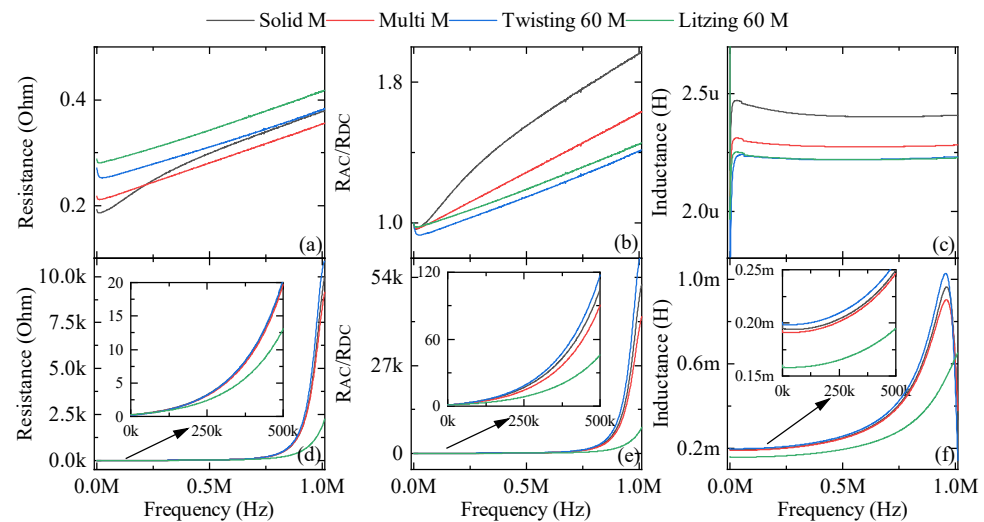 Solid M Multi M Twisting 60 M Litzing 60 M
Resistance (Ohm)
0.4
0.2
(a)
RAC/RDC
1.8
1.0
(b)
Inductance (H)
2.5u
2.0u
(c)
Resistance (Ohm)
10.0k
7.5k
5.0k
2.5k
0.0k
20
15
10
5
0
0k 250k 500k
(d)
0.0M 0.5M 1.0M
Frequency (Hz)
RAC/RDC
54k
27k
0
120
60
0
0k 250k 500k
(e)
0.0M 0.5M 1.0M
Frequency (Hz)
Inductance (H)
1.0m
0.6m
0.2m
0.25m
0.20m
0.15m
0k 250k 500k
(f)
0.0M 0.5M 1.0M
Frequency (Hz)